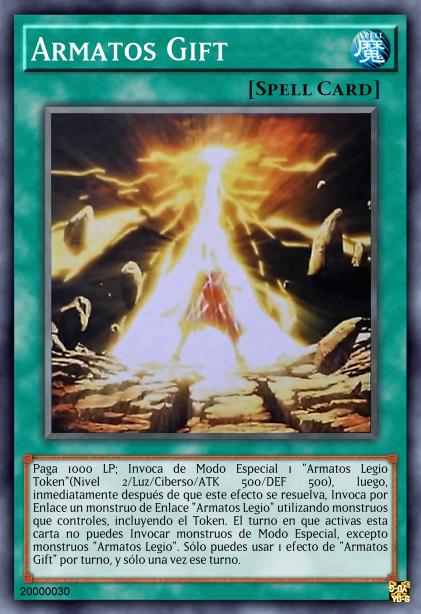 Armatos Gift
SPELL
魔
[Spell Card]
Paga 1000 LP; Invoca de Modo Especial 1 "Armatos Legio
Token"(Nivel 2/Luz/Ciberso/ATK 500/DEF 500), luego,
inmediatamente después de que este efecto se resuelva, Invoca por
Enlace un monstruo de Enlace "Armatos Legio" utilizando monstruos
que controles, incluyendo el Token. El turno en que activas esta
carta no puedes Invocar monstruos de Modo Especial, excepto
monstruos "Armatos Legio". Sólo puedes usar 1 efecto de "Armatos
Gift" por turno, y sólo una vez ese turno.
20000030